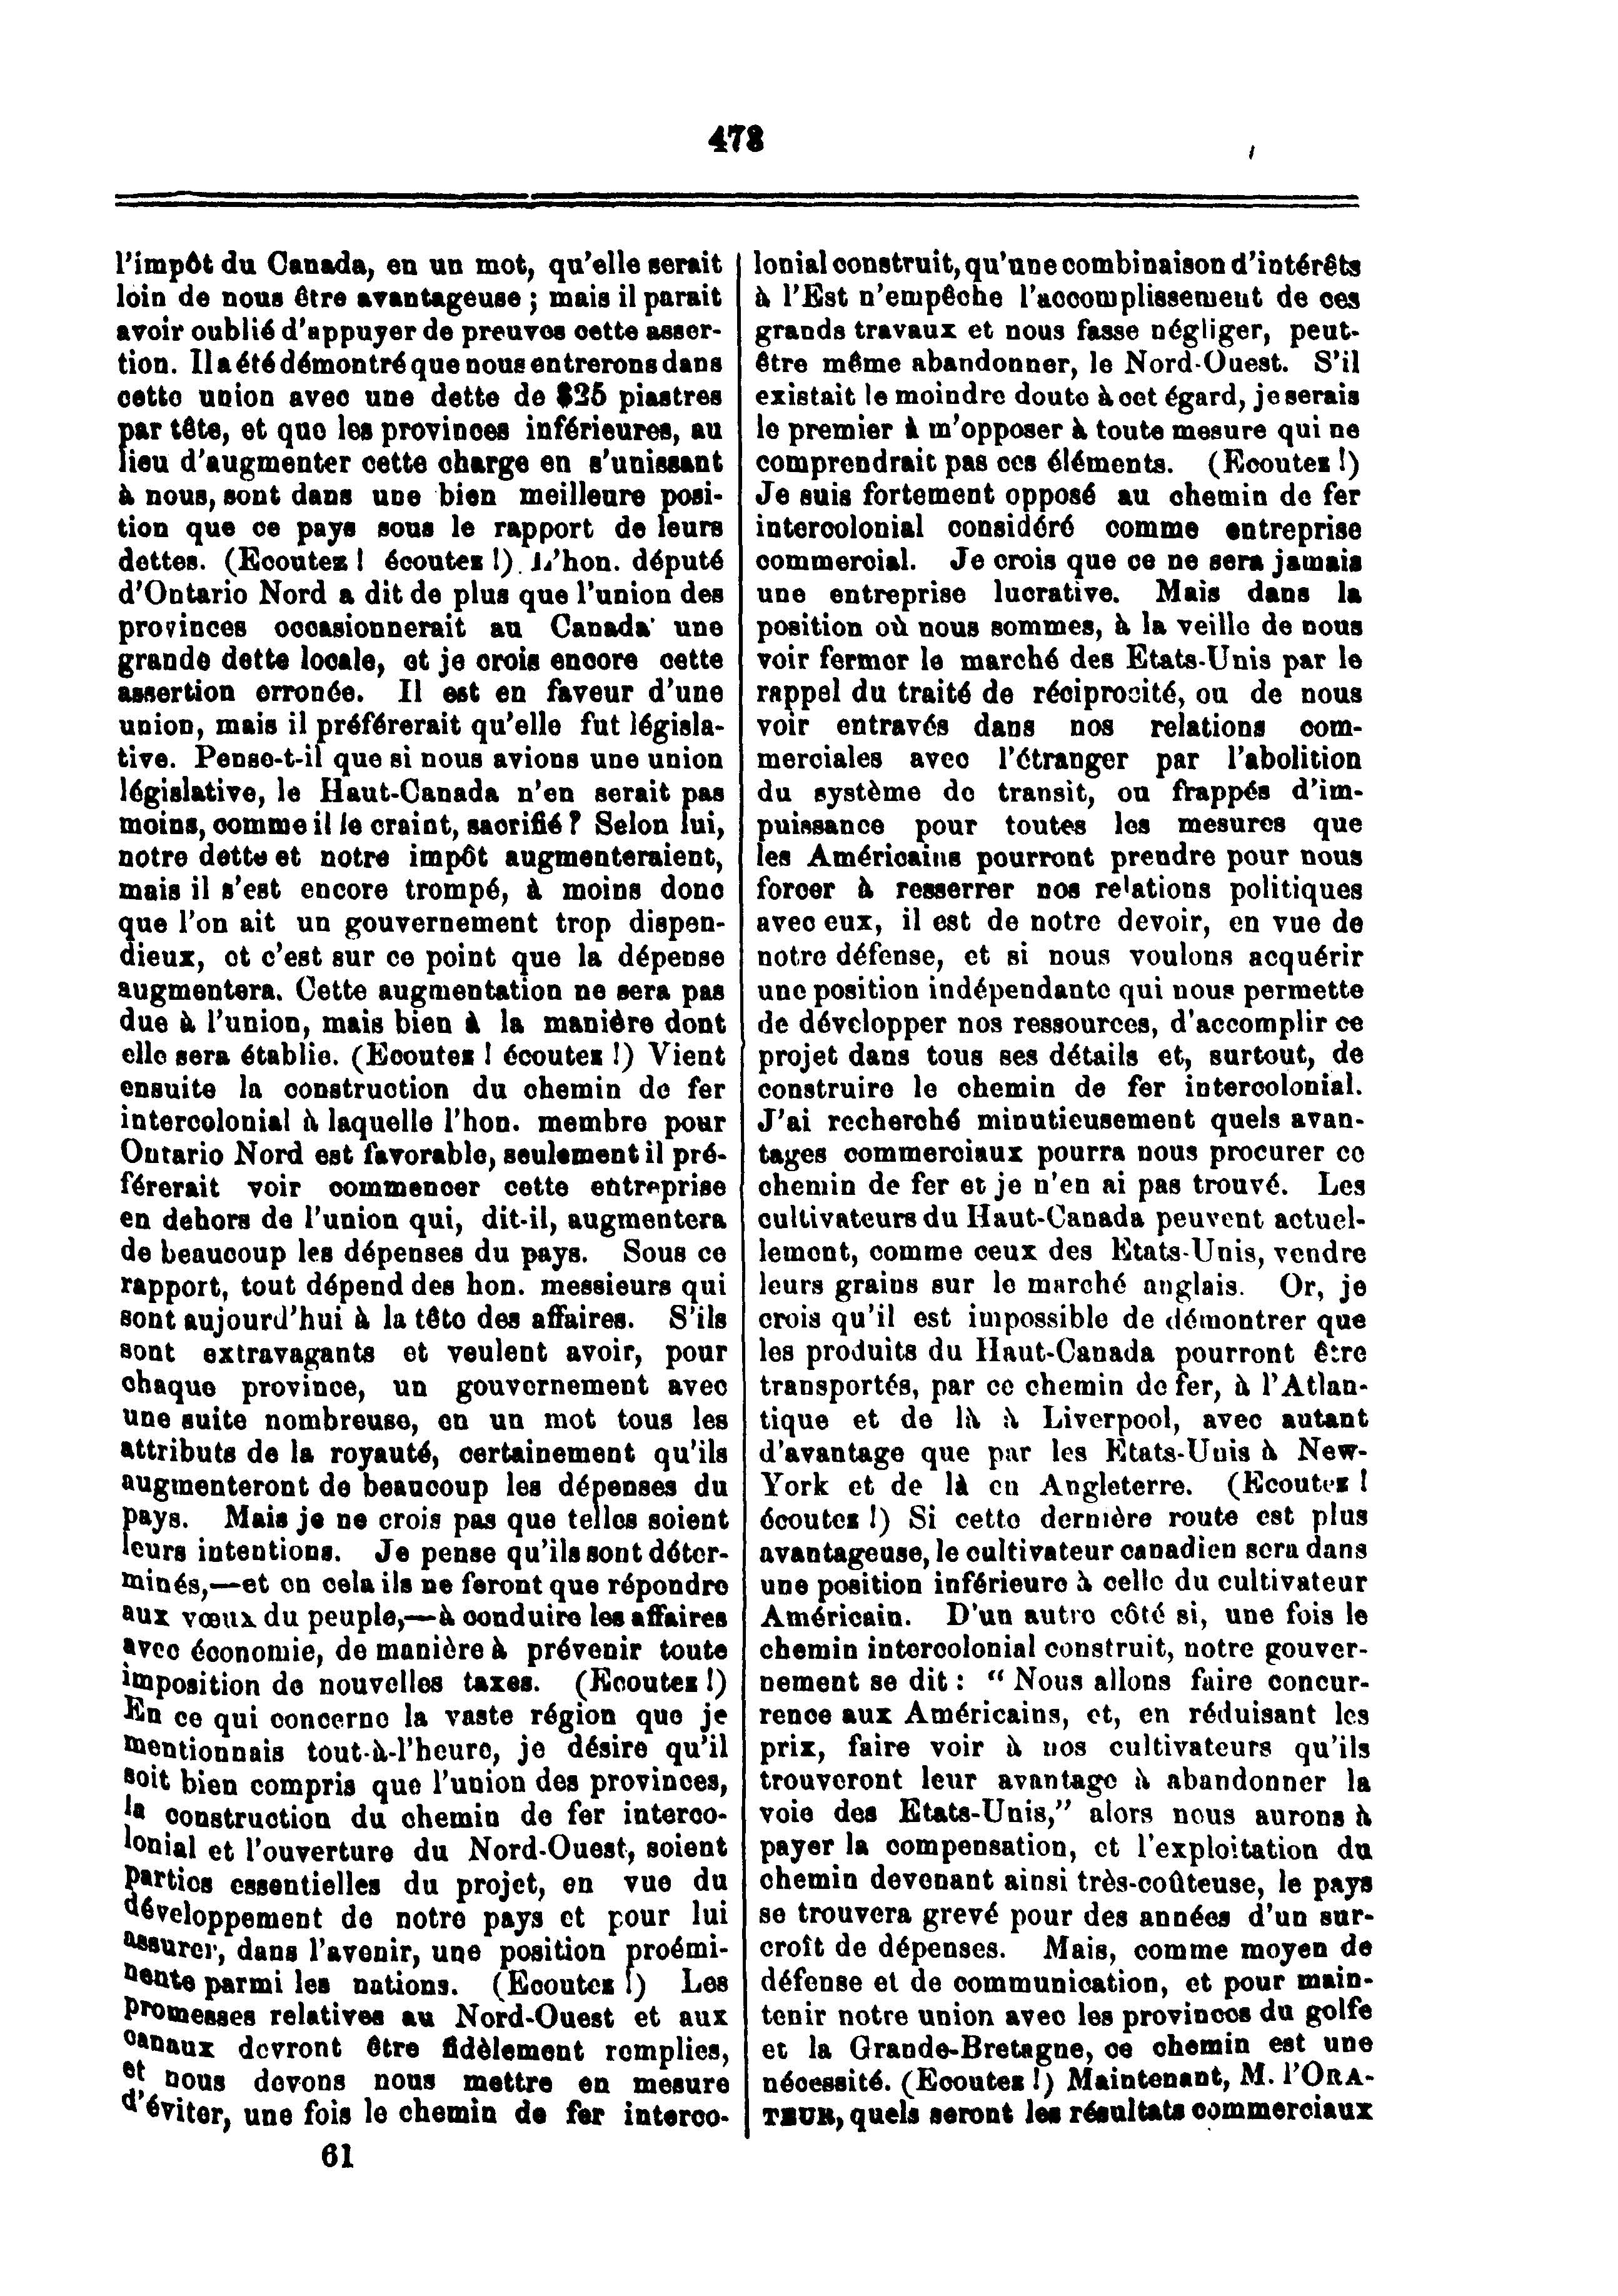 478
l'impôt du Canada, en un mot, qu'elle serait
loin de nous être avantageuse ; mais il parait
avoir oublié d'appuyer de preuves cette asser-
tion. Il a été démontré que nous entrerons dans
cette union avec une dette de $25 piastres
par tête, et que les provinces inférieures, au
lieu d'augmenter cette charge en s'unissant
à nous, sont dans une bien meilleure posi-
tion que ce pays sous le rapport de leurs
dettes. (Ecoutez ! écoutez !) L'hon. député
d'Ontario Nord a dit de plus que l'union des
provinces occasionnerait au Canada une
grande dette locale, et je crois encore cette
assertion erronée. Il est en faveur d'une
union, mais il préférerait qu'elle fut législa-
tive. Pense-t-il que si nous avions une union
législative, le Haut-Canada n'en serait pas
moins, comme il le craint, sacrifié ? Selon lui,
notre dette et notre impôt augmenteraient,
mais il s'est encore trompé, à moins donc
que l'on ait un gouvernement trop dispen-
dieux, et c'est sur ce point que la dépense
augmentera. Cette augmentation ne sera pas
due à l'union, mais bien à la manière dont
elle sera établie. (Ecoutez ! écoutez !) Vient
ensuite la construction du chemin de fer
intercolonial à laquelle l'hon. membre pour
Ontario Nord est favorable, seulement il pré-
férerait voir commencer cette entreprise
en dehors de l'union qui, dit-il, augmentera
de beaucoup les dépenses du pays. Sous ce
rapport, tout dépend des hon. messieurs qui
sont aujourd'hui à la tête des affaires. S'ils
sont extravagants et veulent avoir, pour
chaque province, un gouvernement avec
une suite nombreuse, en un mot tous les
attributs de la royauté, certainement qu'ils
augmenteront de beaucoup les dépenses du
pays. Mais je ne crois pas que telles soient
leurs intentions. Je pense qu'ils sont déter-
minés,—et en cela ils ne feront que répondre
aux vœux du peuple,—à conduire les affaires
avec économie, de manière à prévenir toute
imposition de nouvelles taxes. (Ecoutez !)
En ce qui concerne la vaste région que je
mentionnais tout-à-l'heure, je désire qu'il
soit bien compris que l'union des provinces,
la construction du chemin de fer interco-
lonial et l'ouverture du Nord-Ouest, soient
parties essentielles du projet, en vue du
développement de notre pays et pour lui
assurer, dans l'avenir, une position proémi-
nente parmi les nations. (Ecoutez !) Les
promesses relatives au Nord-Ouest et aux
canaux devront être fidèlement remplies,
et nous devons nous mettre en mesure
d'éviter, une fois le chemin de fer interco-
61
lonial construit, qu'une combinaison d'intérêts
à l'Est n'empêche l'accomplissement de ces
grands travaux et nous fasse négliger, peut-
être même abandonner, le Nord-Ouest. S'il
existait le moindre doute à cet égard, je serais
le premier à m'opposer à toute mesure qui ne
comprendrait pas ces éléments. (Ecoutez !)
Je suis fortement opposé au chemin de fer
intercolonial considéré comme entreprise
commercial. Je crois que ce ne sera jamais
une entreprise lucrative. Mais dans la
position où nous sommes, à la veille de nous
voir fermer le marché des Etats-Unis par le
rappel du traité de réciprocité, ou de nous
voir entravés dans nos relations com-
merciales avec l'étranger par l'abolition
du système de transit, ou frappés d'im-
puissance pour toutes les mesures que
les Américains pourront prendre pour nous
forcer à resserrer nos relations politiques
avec eux, il est de notre devoir, en vue de
notre défense, et si nous voulons acquérir
une position indépendante qui nous permette
de développer nos ressources, d'accomplir ce
projet dans tous ses détails et, surtout, de
construire le chemin de fer intercolonial.
J'ai recherché minutieusement quels avan-
tages commerciaux pourra nous procurer ce
chemin de fer et je n'en ai pas trouvé. Les
cultivateurs du Haut-Canada peuvent actuel-
lement, comme ceux des Etats-Unis, vendre
leurs grains sur le marché anglais. Or, je
crois qu'il est impossible de démontrer que
les produits du Haut-Canada pourront être
transportés, par ce chemin de fer, à l'Atlan-
tique et de là à Liverpool, avec autant
d'avantage que par les Etats-Unis à New-
York et de là en Angleterre. (Ecoutez !
écoutez !) Si cette dernière route est plus
avantageuse, le cultivateur canadien sera dans
une position inférieure à celle du cultivateur
Américain. D'un autre côté si, une fois le
chemin intercolonial construit, notre gouver-
nement se dit : “ Nous allons faire concur-
rence aux Américains, et, en réduisant les
prix, faire voir à nos cultivateurs qu'ils
trouveront leur avantage à abandonner la
voie des Etats-Unis,” alors nous aurons à
payer la compensation, et l'exploitation du
chemin devenant ainsi très-coûteuse, le pays
se trouvera grevé pour des années d'un sur-
croît de dépenses. Mais, comme moyen de
défense et de communication, et pour main-
tenir notre union avec les provinces du golfe
et la Grande-Bretagne, ce chemin est une
nécessité. (Ecoutez !) Maintenant, M. l'ORA-
TEUR, quels seront les résultats commerciaux